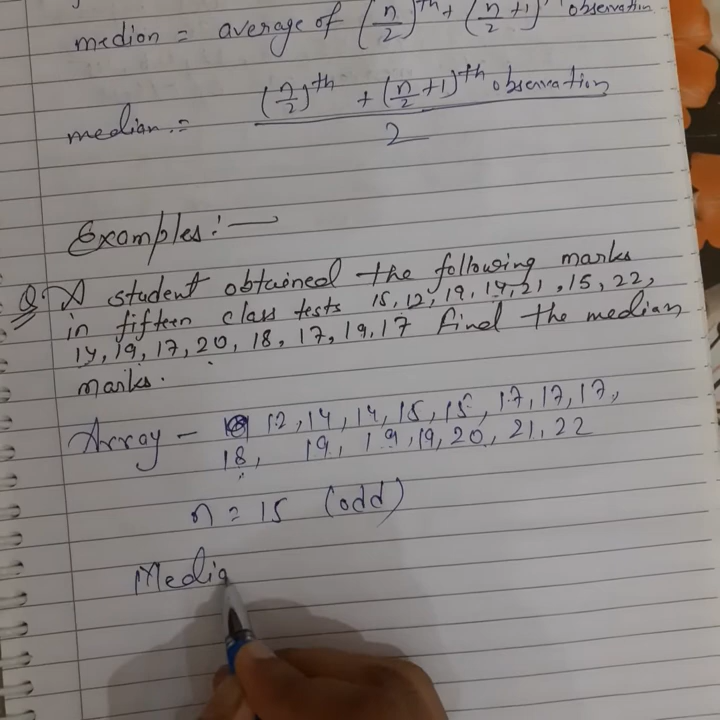 median = average of (n/2)th + (n/2 +1)th observation
median = (n/2)th + (n/2 +1)th observation / 2
Examples:-
Q. A student obtained the following marks
in fifteen class tests 15, 12, 19, 14, 21, 15, 22,
14, 19, 17, 20, 18, 17, 19, 17 find the median
marks.
Array - 12, 14, 14, 15, 15, 17, 17, 17,
18, 19, 19, 19, 20, 21, 22
n = 15 (odd)
Media